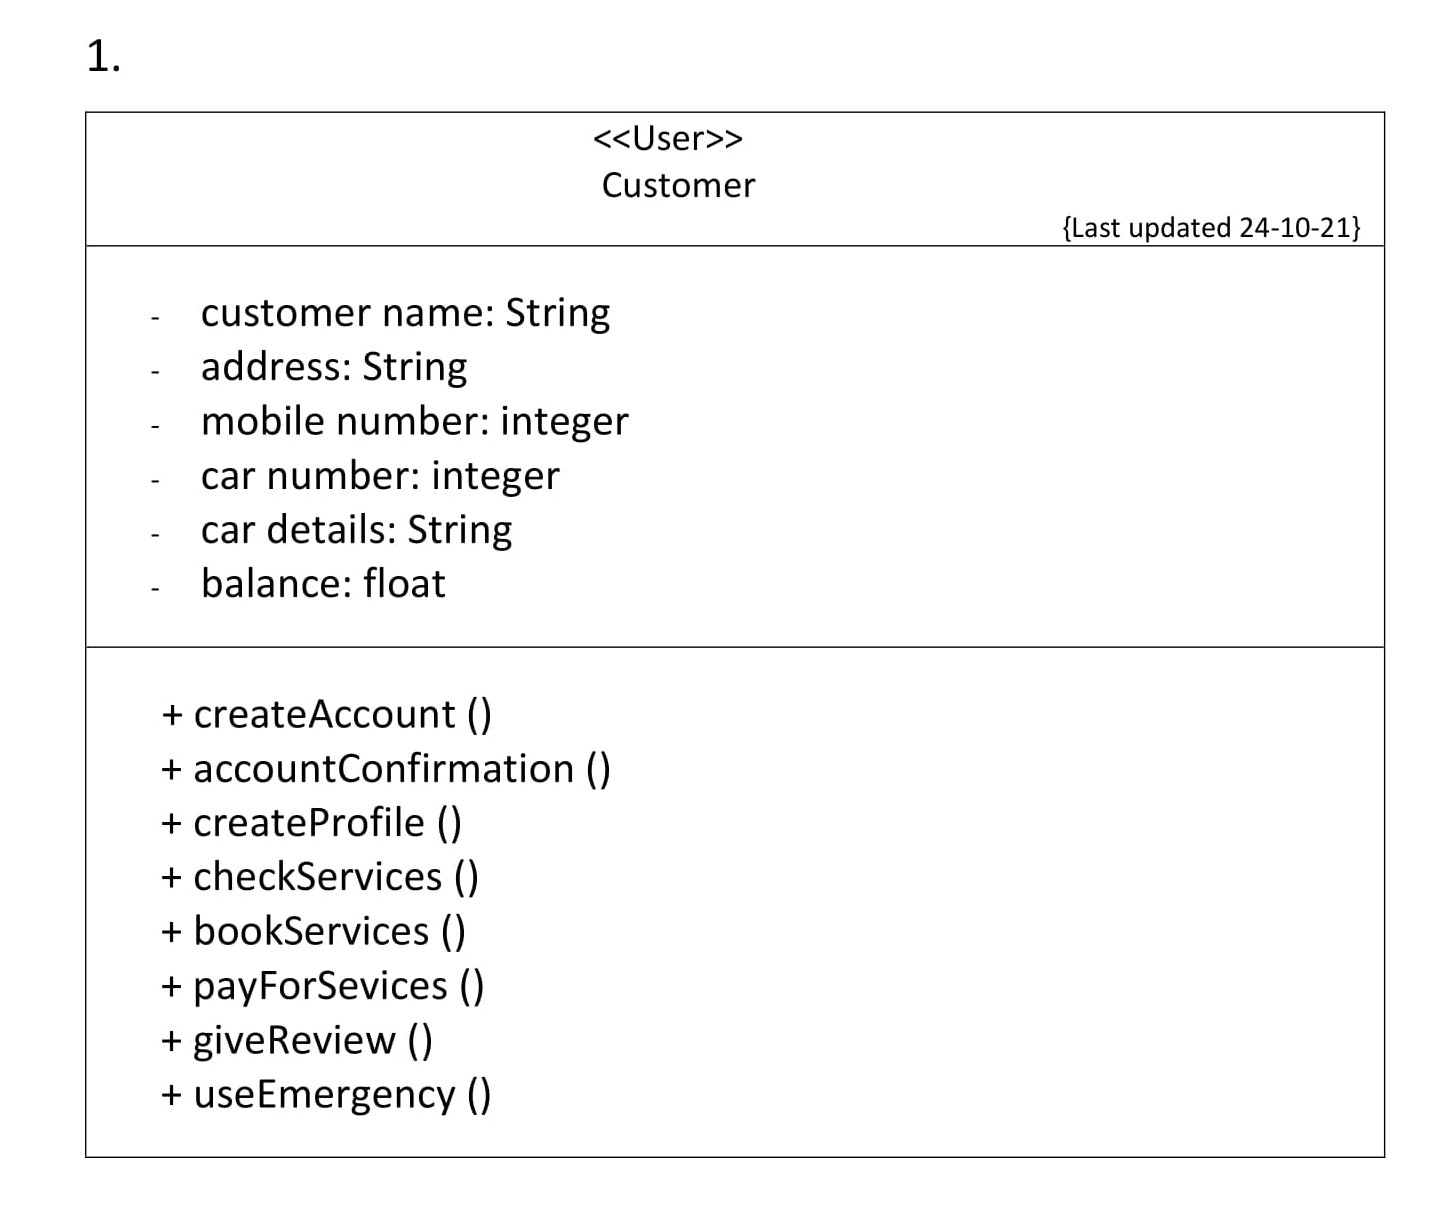 1.
<<User>>
Customer
{Last updated 24-10-21}
- customer name: String
- address: String
- mobile number: integer
- car number: integer
- car details: String
- balance: float
+ createAccount ()
+ accountConfirmation ()
+ createProfile ()
+ checkServices ()
+ bookServices ()
+ payForSevices ()
+ giveReview ()
+ useEmergency ()